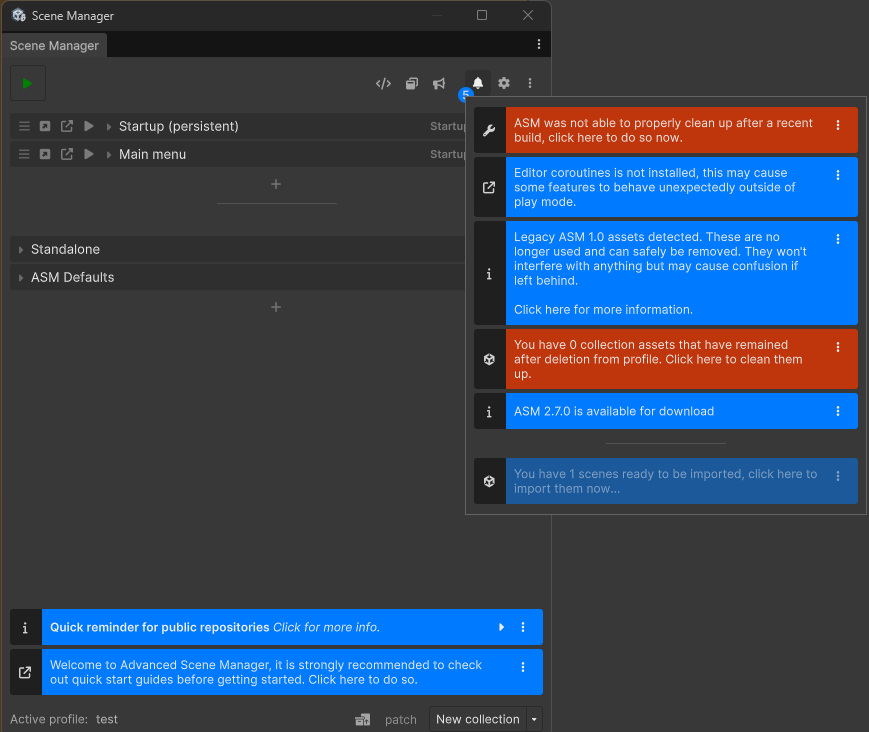 Scene Manager
Scene Manager
5
Startup (persistent) Startup
Main menu Startup
Standalone
ASM Defaults
ASM was not able to properly clean up after a recent
build, click here to do so now.
Editor coroutines is not installed, this may cause
some features to behave unexpectedly outside of
play mode.
Legacy ASM 1.0 assets detected. These are no
longer used and can safely be removed. They won't
interfere with anything but may cause confusion if
left behind.
Click here for more information.
You have 0 collection assets that have remained
after deletion from profile. Click here to clean them
up.
ASM 2.7.0 is available for download
You have 1 scenes ready to be imported, click here to
import them now...
Quick reminder for public repositories Click for more info.
Welcome to Advanced Scene Manager, it is strongly recommended to check
out quick start guides before getting started. Click here to do so.
Active profile: test patch New collection